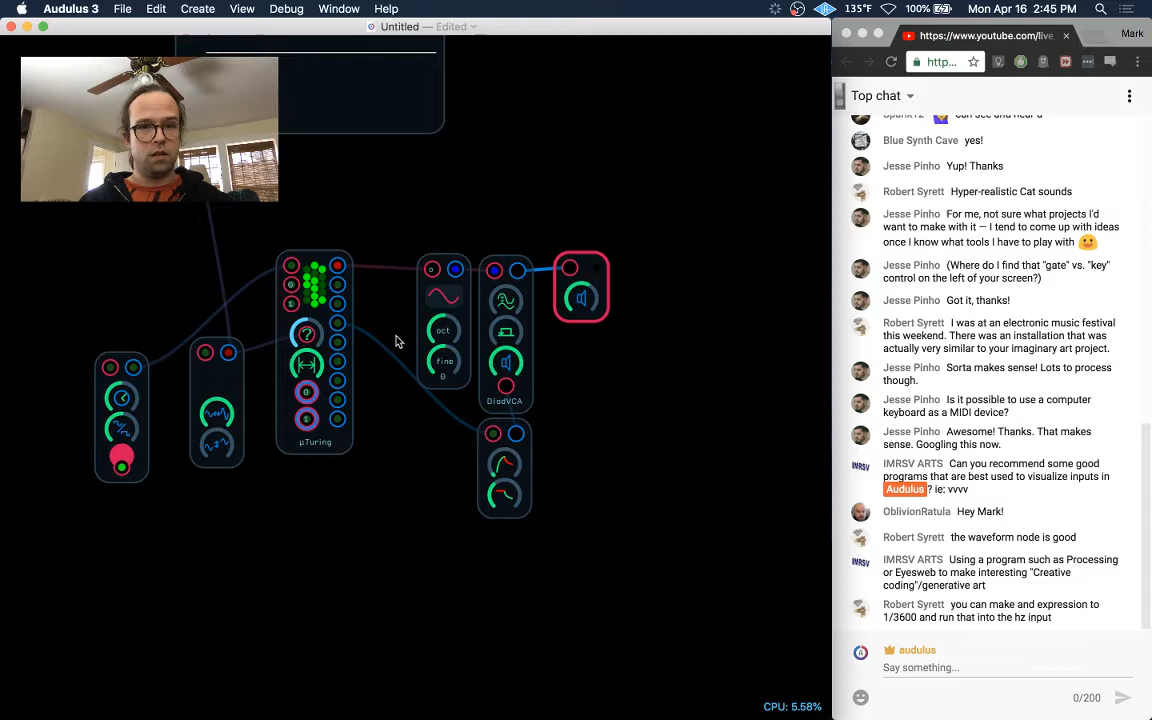 Audulus 3 File Edit Create View Debug Window Help 135°F 100% Mon Apr 16 2:45 PM
Untitled — Edited
https://www.youtube.com/live_ Mark
http...
Top chat
can see and hear u
Blue Synth Cave yes!
Jesse Pinho Yup! Thanks
Robert Syrett Hyper-realistic Cat sounds
Jesse Pinho For me, not sure what projects I'd
want to make with it — I tend to come up with ideas
once I know what tools I have to play with
Jesse Pinho (Where do I find that "gate" vs. "key"
control on the left of your screen?)
Jesse Pinho Got it, thanks!
Robert Syrett I was at an electronic music festival
this weekend. There was an installation that was
actually very similar to your imaginary art project.
Jesse Pinho Sorta makes sense! Lots to process
though.
Jesse Pinho Is it possible to use a computer
keyboard as a MIDI device?
Jesse Pinho Awesome! Thanks. That makes
sense. Googling this now.
IMRSV ARTS Can you recommend some good
programs that are best used to visualize inputs in
Audulus ? ie: vvvv
OblivionRatula Hey Mark!
Robert Syrett the waveform node is good
IMRSV ARTS Using a program such as Processing
or Eyesweb to make interesting "Creative
coding"/generative art
Robert Syrett you can make and expression to
1/3600 and run that into the hz input
audulus
Say something...
0/200
0
1
?
0
1
µTuring
o
oct
fine
0
DiodVCA
CPU: 5.58%